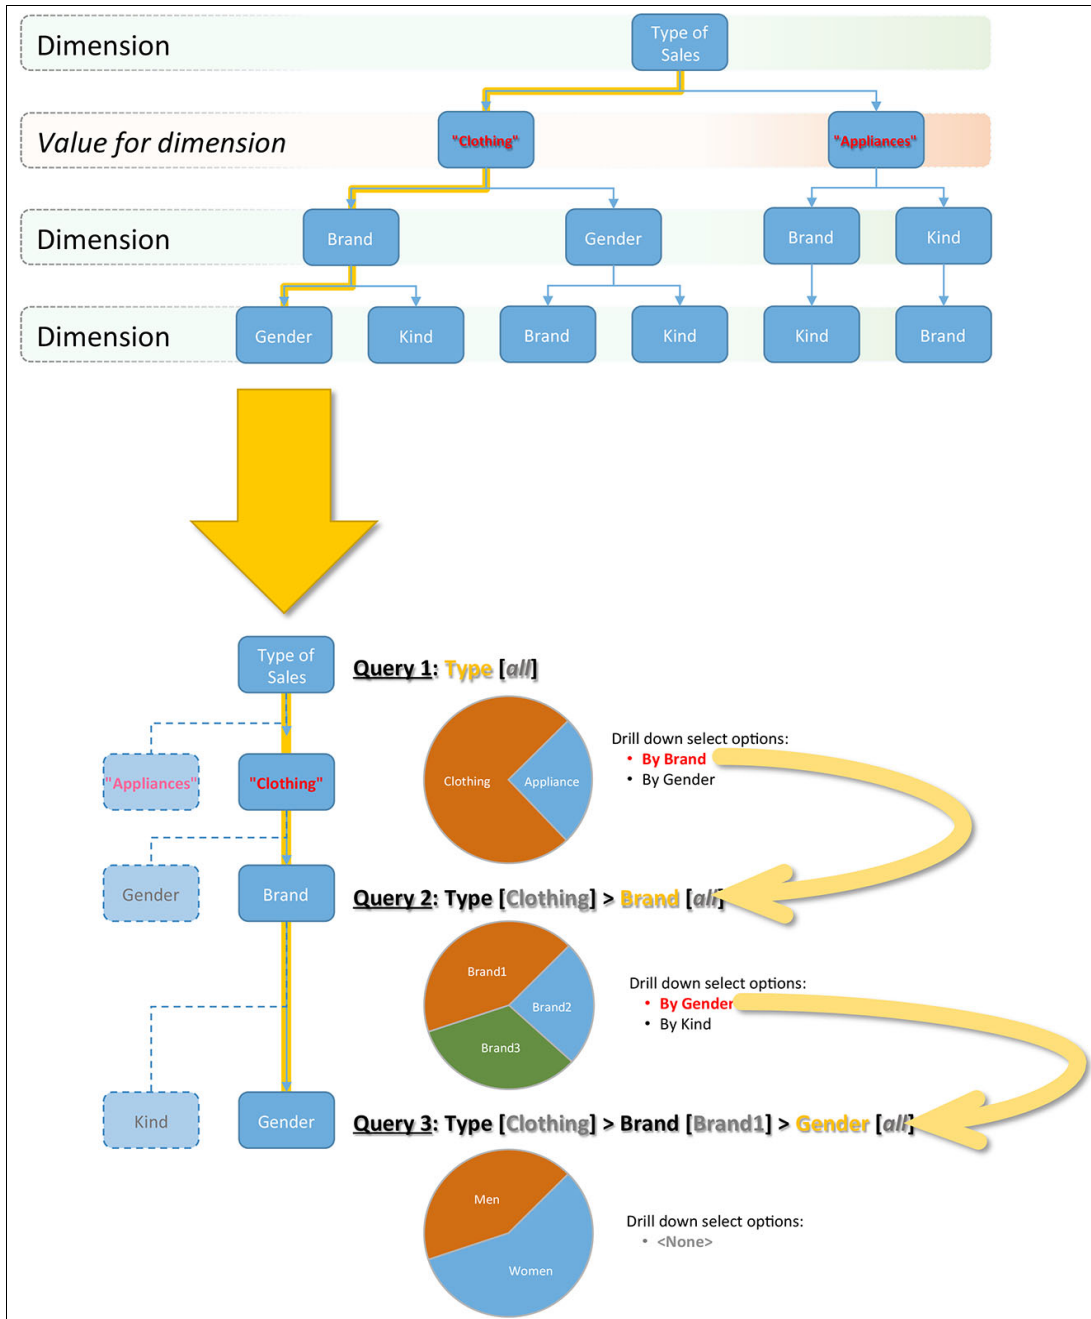 Dimension
Type of
Sales
Value for dimension
"Clothing"
"Appliances"
Dimension
Brand
Gender
Brand
Kind
Dimension
Gender
Kind
Brand
Kind
Kind
Brand
Type of
Sales
Query 1: Type [all]
Clothing
Appliance
Drill down select options:
• By Brand
• By Gender
"Appliances"
"Clothing"
Gender
Brand
Query 2: Type [Clothing] > Brand [all]
Brand1
Brand2
Brand3
Drill down select options:
• By Gender
• By Kind
Kind
Gender
Query 3: Type [Clothing] > Brand [Brand1] > Gender [all]
Men
Women
Drill down select options:
• <None>